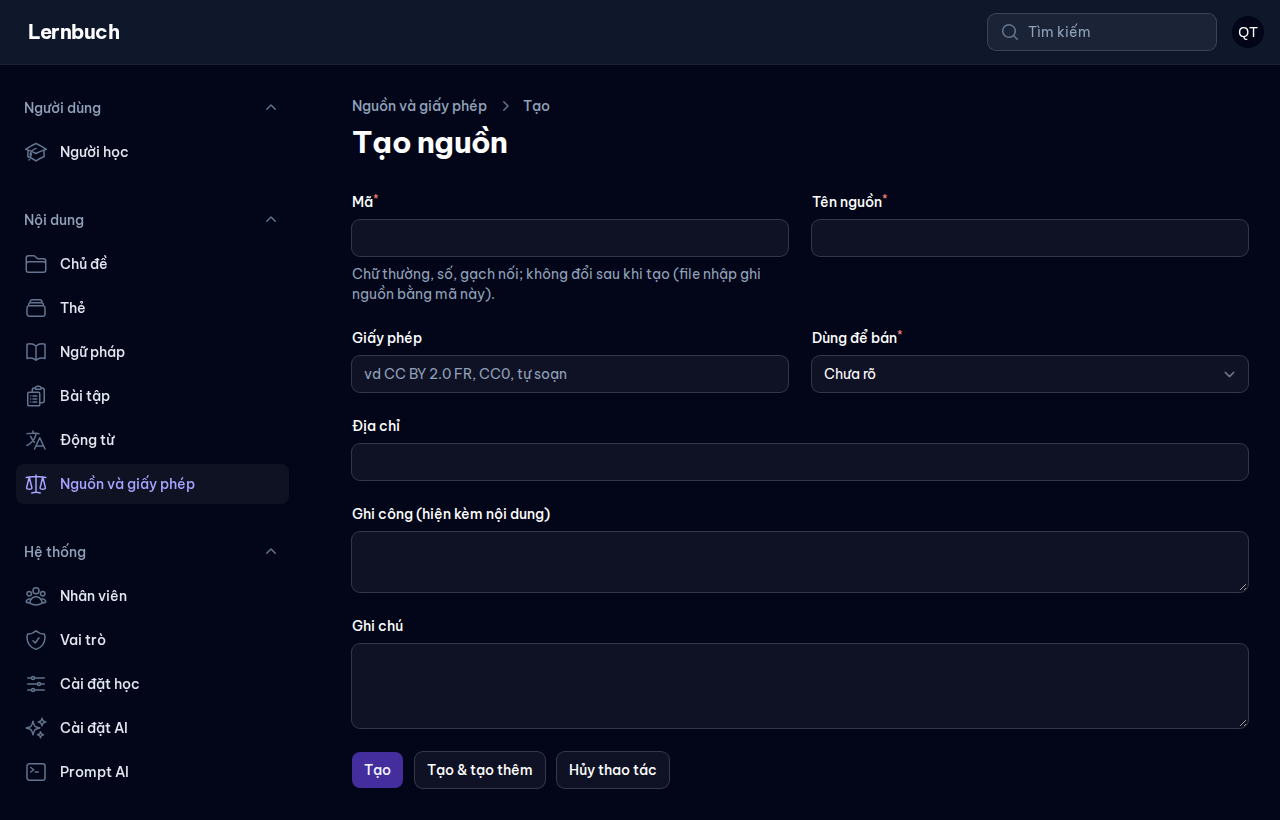 Lernbuch
Tìm kiếm
QT
Người dùng
Người học
Nội dung
Chủ đề
Thẻ
Ngữ pháp
Bài tập
Động từ
Nguồn và giấy phép
Hệ thống
Nhân viên
Vai trò
Cài đặt học
Cài đặt AI
Prompt AI
Nguồn và giấy phép > Tạo
Tạo nguồn
Mã*
Tên nguồn*
Chữ thường, số, gạch nối; không đổi sau khi tạo (file nhập ghi
nguồn bằng mã này).
Giấy phép
Dùng để bán*
vd CC BY 2.0 FR, CC0, tự soạn
Chưa rõ
Địa chỉ
Ghi công (hiện kèm nội dung)
Ghi chú
Tạo
Tạo & tạo thêm
Hủy thao tác